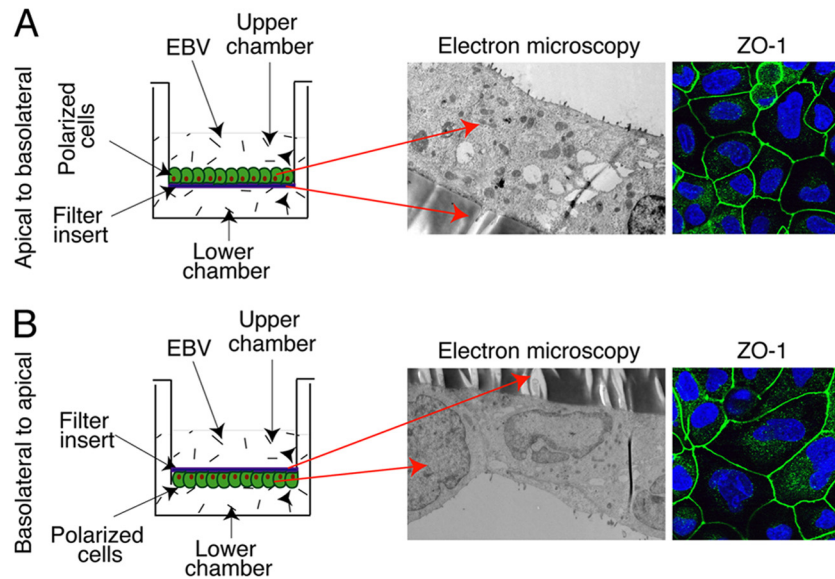 A
Apical to basolateral
EBV
Upper
chamber
Polarized
cells
Filter
insert
Lower
chamber
Electron microscopy
ZO-1
B
Basolateral to apical
EBV
Upper
chamber
Filter
insert
Polarized
cells
Lower
chamber
Electron microscopy
ZO-1